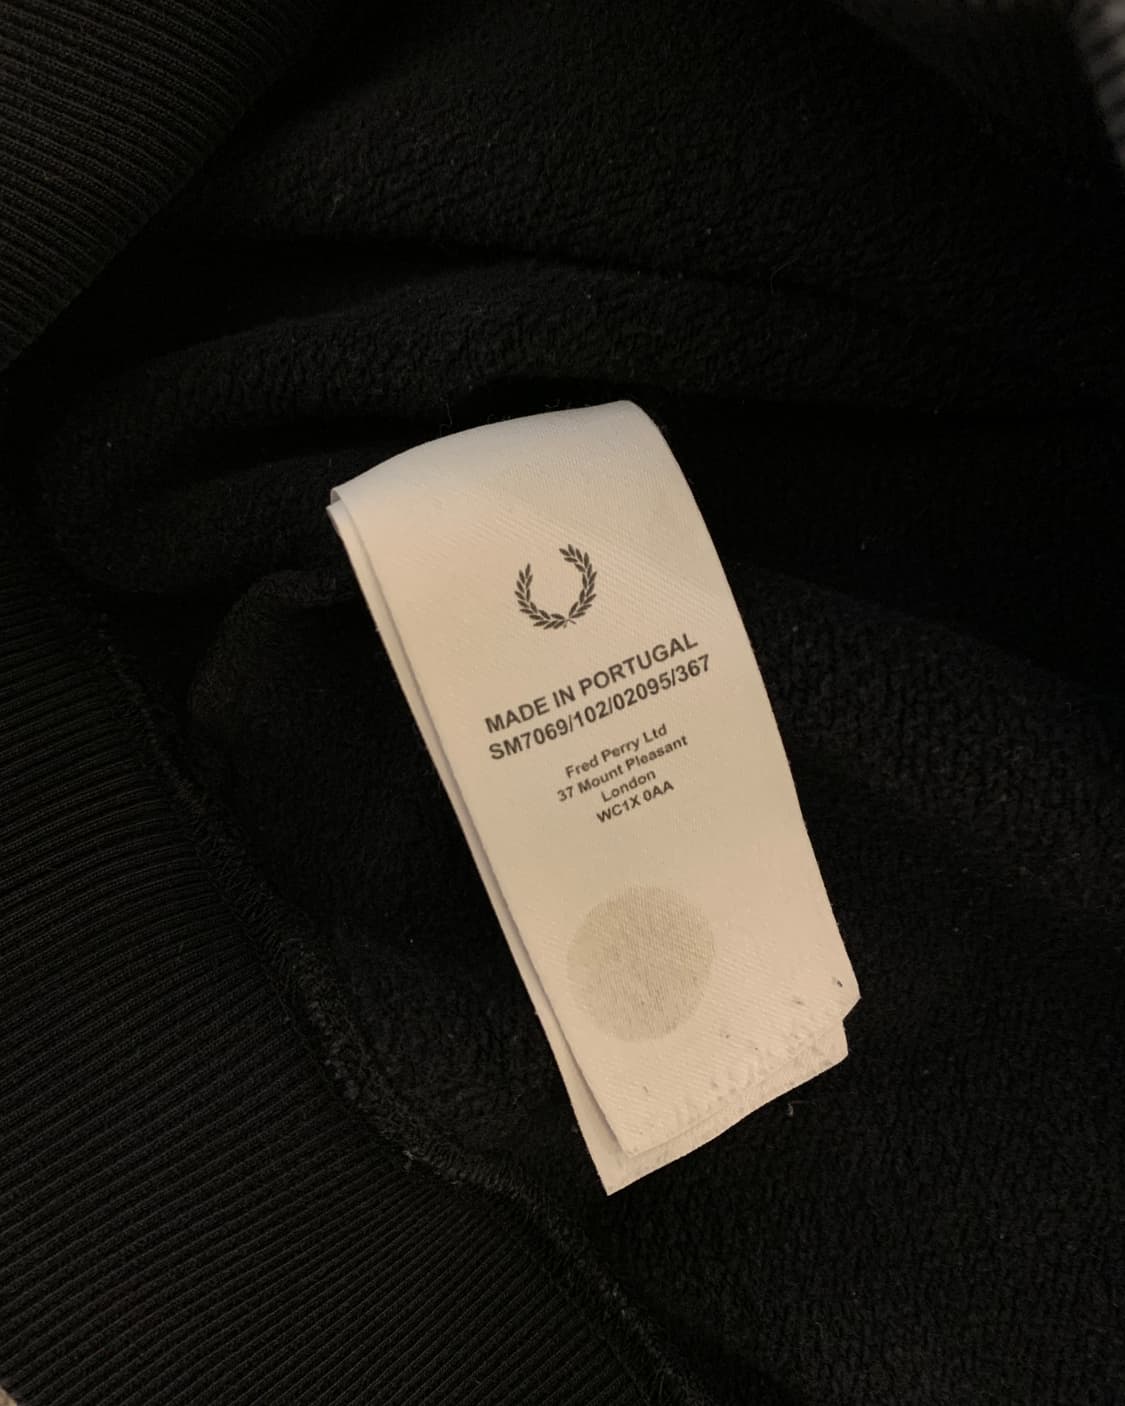 MADE IN PORTUGAL
SM7069/102/02095/367
Fred Perry Ltd
37 Mount Pleasant
London
WC1X 0AA